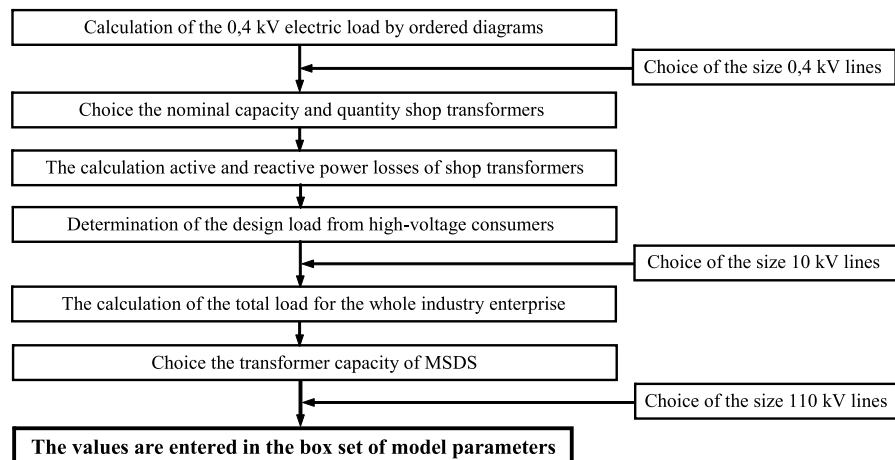 Calculation of the 0,4 kV electric load by ordered diagrams
Choice of the size 0,4 kV lines
Choice the nominal capacity and quantity shop transformers
The calculation active and reactive power losses of shop transformers
Determination of the design load from high-voltage consumers
Choice of the size 10 kV lines
The calculation of the total load for the whole industry enterprise
Choice the transformer capacity of MSDS
Choice of the size 110 kV lines
The values are entered in the box set of model parameters